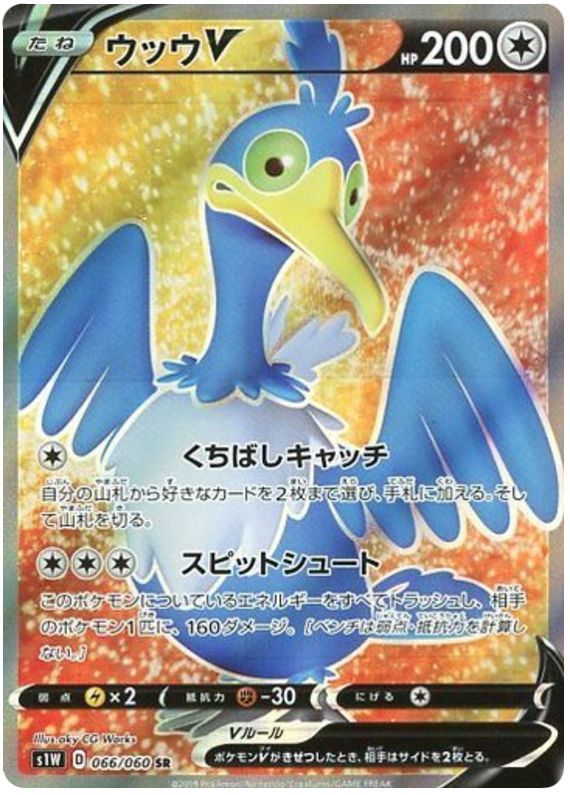 たね ウッウV HP200
くちばしキャッチ
自分の山札から好きなカードを2枚まで選び、手札に加える。そし
て山札を切る。
スピットシュート
このポケモンについているエネルギーをすべてトラッシュし、相手
のポケモン1匹に、160ダメージ。[ベンチは弱点・抵抗力を計算し
ない。]
弱点 ×2 抵抗力 -30 にげる
Illus. aky CG Works
Vルール
s1W D 066/060 SR
ポケモンVがきぜつしたとき、相手はサイドを2枚とる。
©2019 Pokémon/Nintendo/Creatures/GAME FREAK